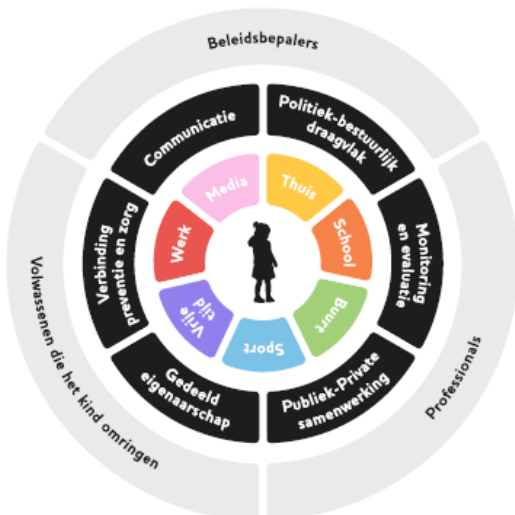 Beleidsbepalers
Communicatie
Politiek-bestuurlijk
draagvlak
Media
Thuis
Verbinding
preventie en zorg
Werk
School
Monitoring
en evaluatie
Vrije
tijd
Sport
Buurt
Gedeeld
eigenaarschap
Publiek-Private
samenwerking
Volwassenen die het kind omringen
Professionals